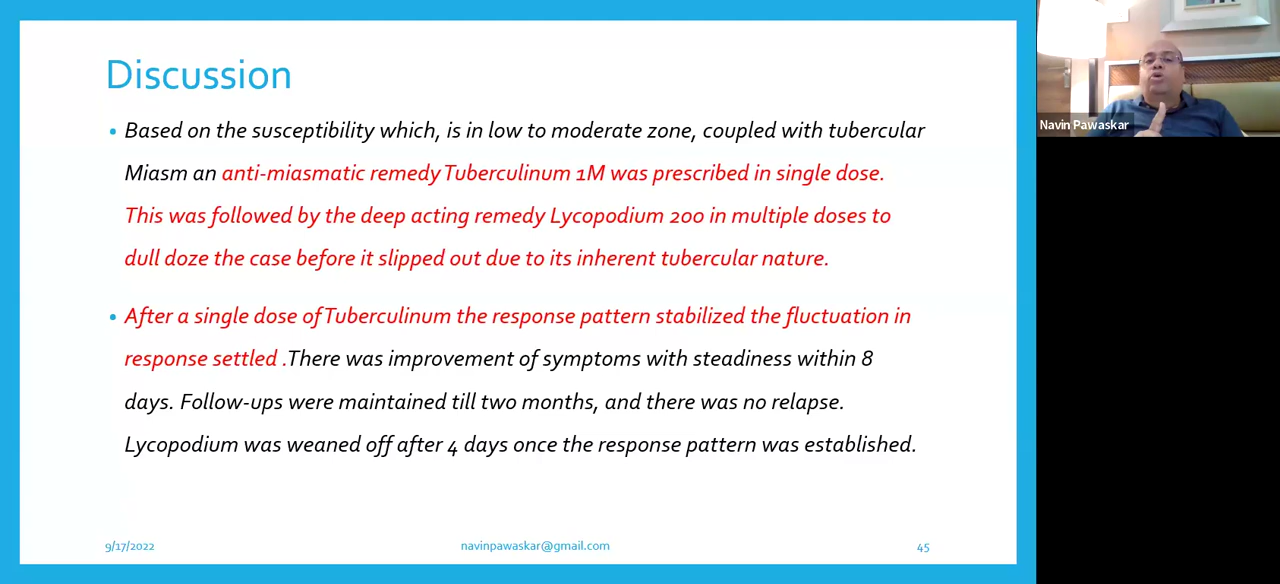 Discussion
• Based on the susceptibility which, is in low to moderate zone, coupled with tubercular
Miasm an anti-miasmatic remedy Tuberculinum 1M was prescribed in single dose.
This was followed by the deep acting remedy Lycopodium 200 in multiple doses to
dull doze the case before it slipped out due to its inherent tubercular nature.
• After a single dose of Tuberculinum the response pattern stabilized the fluctuation in
response settled .There was improvement of symptoms with steadiness within 8
days. Follow-ups were maintained till two months, and there was no relapse.
Lycopodium was weaned off after 4 days once the response pattern was established.
9/17/2022
navinpawaskar@gmail.com
45
Navin Pawaskar